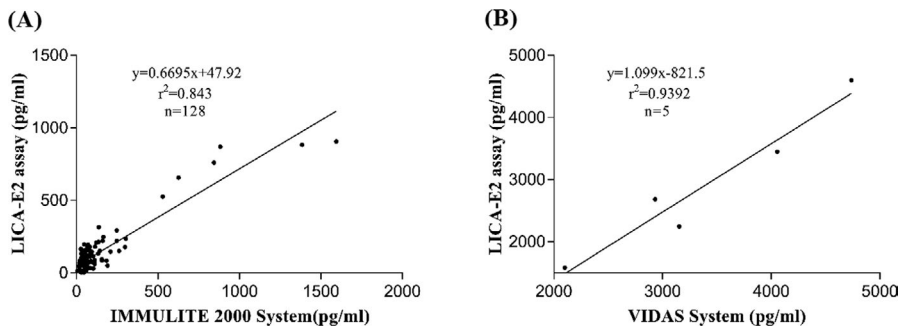 (A)
1500
1000
500
0
LICA-E2 assay (pg/ml)
y=0.6695x+47.92
r²=0.843
n=128
0 500 1000 1500 2000
IMMULITE 2000 System(pg/ml)
(B)
5000
4000
3000
2000
LICA-E2 assay (pg/ml)
y=1.099x-821.5
r²=0.9392
n=5
2000 3000 4000 5000
VIDAS System (pg/ml)